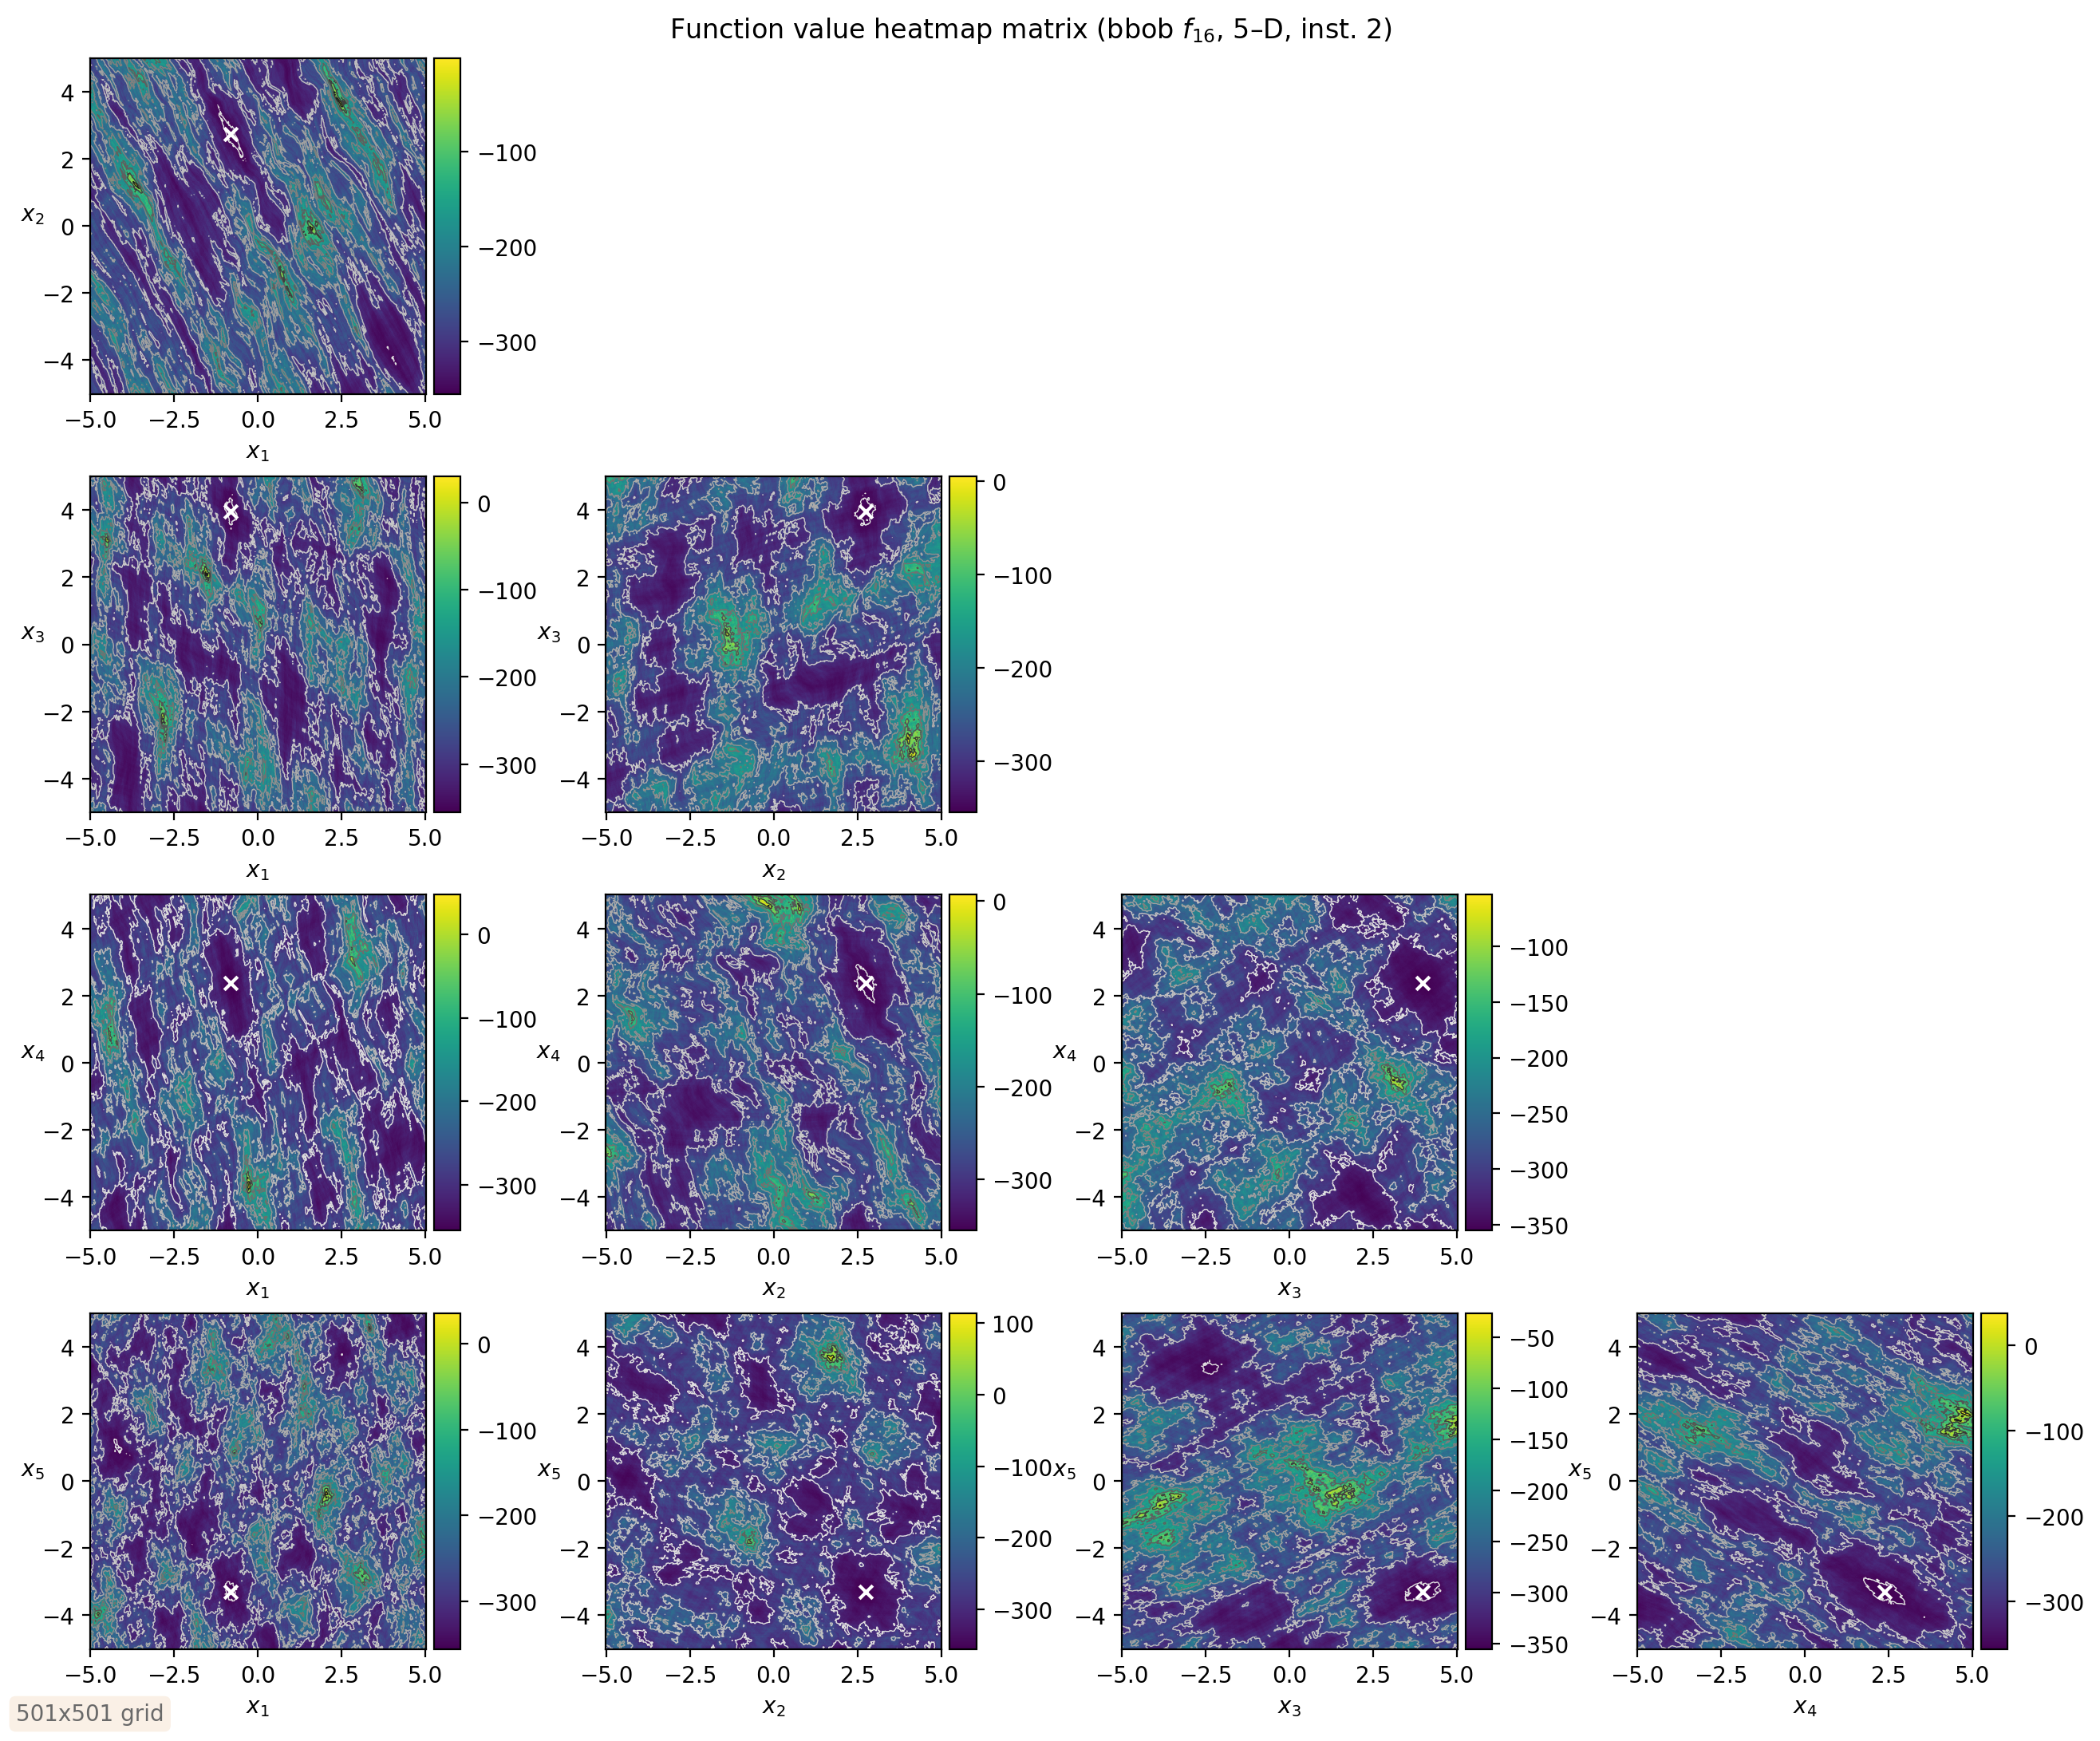 Function value heatmap matrix (bbob f₁₆, 5–D, inst. 2)
x₂
4
2
0
−2
−4
−5.0 −2.5 0.0 2.5 5.0
x₁
−100
−200
−300
x₃
4
2
0
−2
−4
−5.0 −2.5 0.0 2.5 5.0
x₁
0
−100
−200
−300
x₃
4
2
0
−2
−4
−5.0 −2.5 0.0 2.5 5.0
x₂
0
−100
−200
−300
x₄
4
2
0
−2
−4
−5.0 −2.5 0.0 2.5 5.0
x₁
0
−100
−200
−300
x₄
4
2
0
−2
−4
−5.0 −2.5 0.0 2.5 5.0
x₂
0
−100
−200
−300
x₄
4
2
0
−2
−4
−5.0 −2.5 0.0 2.5 5.0
x₃
−100
−150
−200
−250
−300
−350
x₅
4
2
0
−2
−4
−5.0 −2.5 0.0 2.5 5.0
x₁
0
−100
−200
−300
x₅
4
2
0
−2
−4
−5.0 −2.5 0.0 2.5 5.0
x₂
100
0
−100
−200
−300
x₅
4
2
0
−2
−4
−5.0 −2.5 0.0 2.5 5.0
x₃
−50
−100
−150
−200
−250
−300
−350
x₅
4
2
0
−2
−4
−5.0 −2.5 0.0 2.5 5.0
x₄
0
−100
−200
−300
501x501 grid